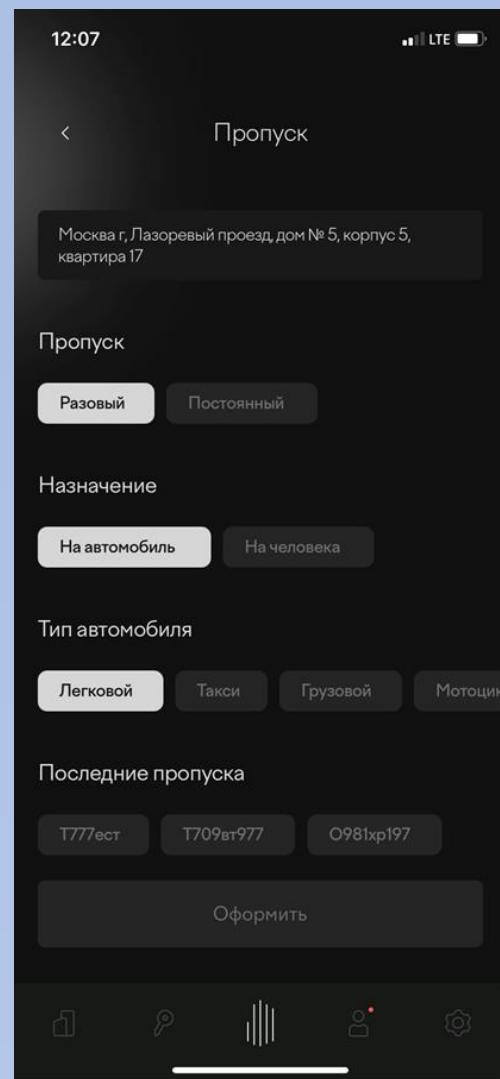 12:07
LTE
Пропуск
Москва г, Лазоревый проезд, дом № 5, корпус 5,
квартира 17
Пропуск
Разовый Постоянный
Назначение
На автомобиль На человека
Тип автомобиля
Легковой Такси Грузовой Мотоцик
Последние пропуска
Т777ест Т709вт977 О981хр197
Оформить